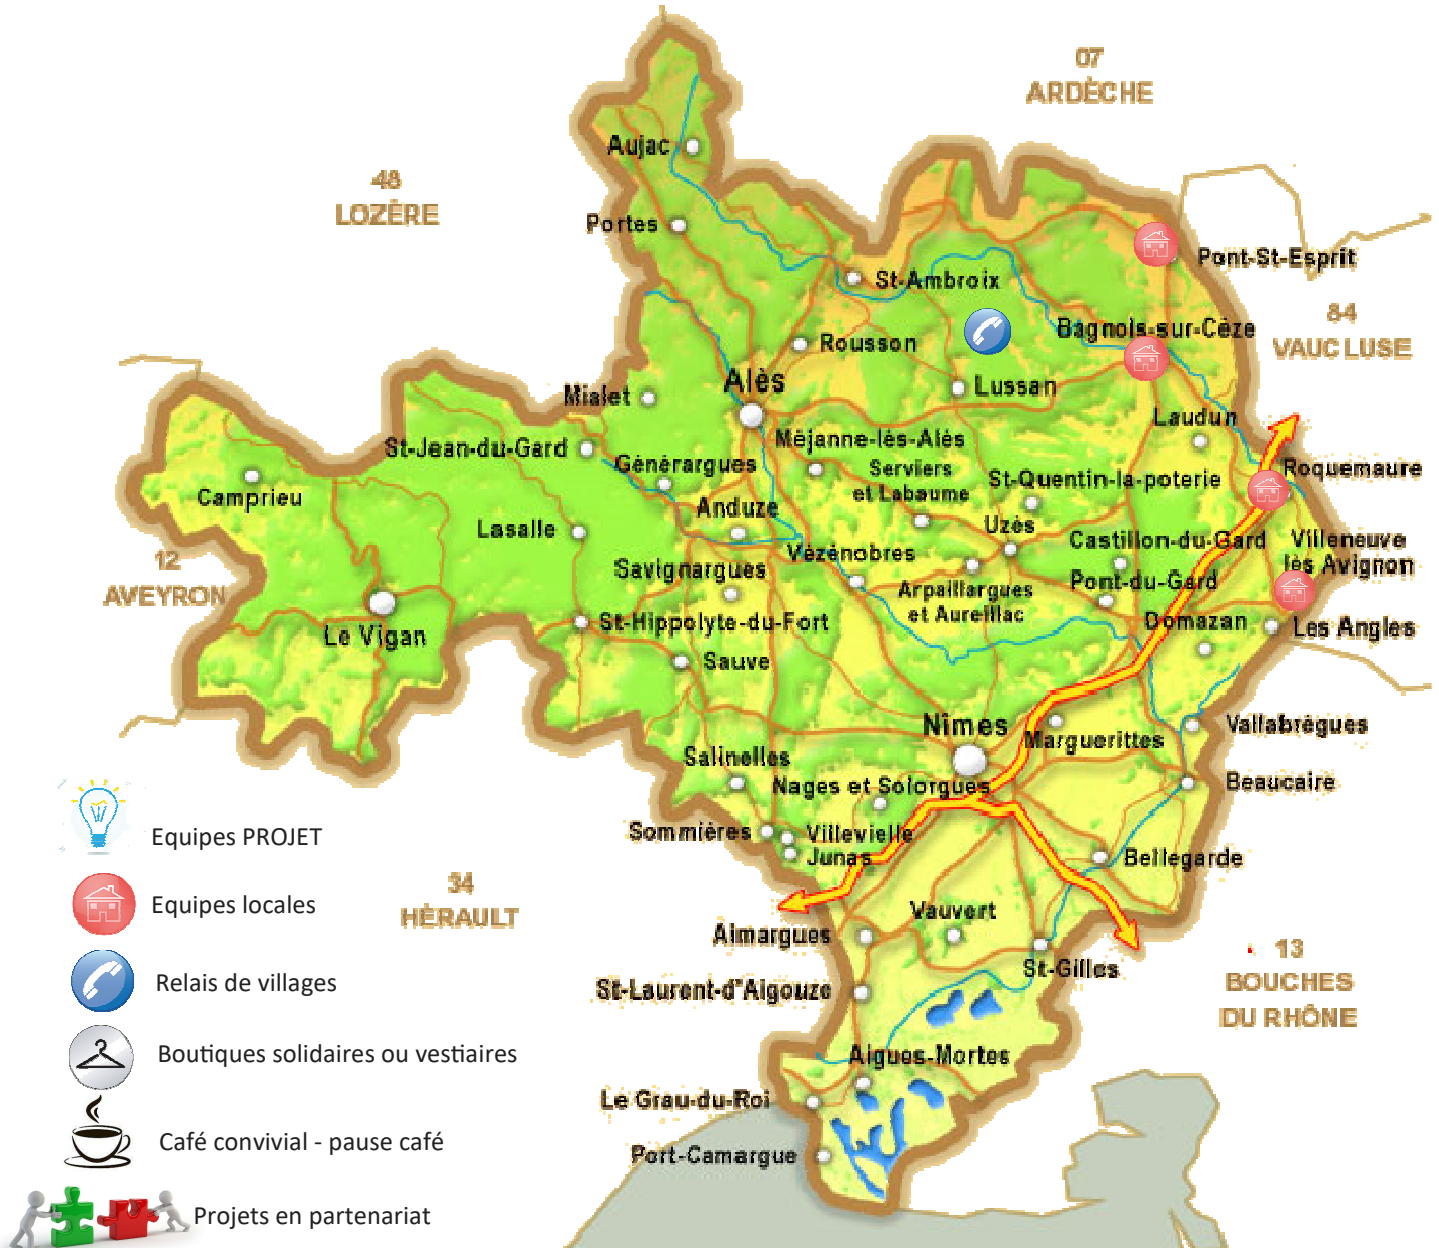 07
ARDÈCHE
48
LOZÈRE
Aujac
Portes
Pont-St-Esprit
St-Ambroix
84
VAUCLUSE
Bagnols-sur-Cèze
Rousson
Alès
Lussan
Mialet
Laudun
St-Jean-du-Gard
Méjanne-lès-Alès
Générargues
Serviers
et Labaume
St-Quentin-la-poterie
Roquemaure
Camprieu
Anduze
Lasalle
Uzès
Castillon-du-Gard
Villeneuve
lès Avignon
12
AVEYRON
Vézénobres
Savignargues
Arpaillargues
et Aureillac
Pont-du-Gard
Le Vigan
St-Hippolyte-du-Fort
Domazan
Les Angles
Sauve
Nîmes
Marguerittes
Vallabrègues
Salinelles
Nages et Solorgues
Beaucaire
Sommières
Villevielle
Junas
Bellegarde
34
HÉRAULT
Vauvert
Aimargues
St-Gilles
13
BOUCHES
DU RHÔNE
St-Laurent-d'Aigouze
Aigues-Mortes
Le Grau-du-Roi
Port-Camargue
Equipes PROJET
Equipes locales
Relais de villages
Boutiques solidaires ou vestiaires
Café convivial - pause café
Projets en partenariat